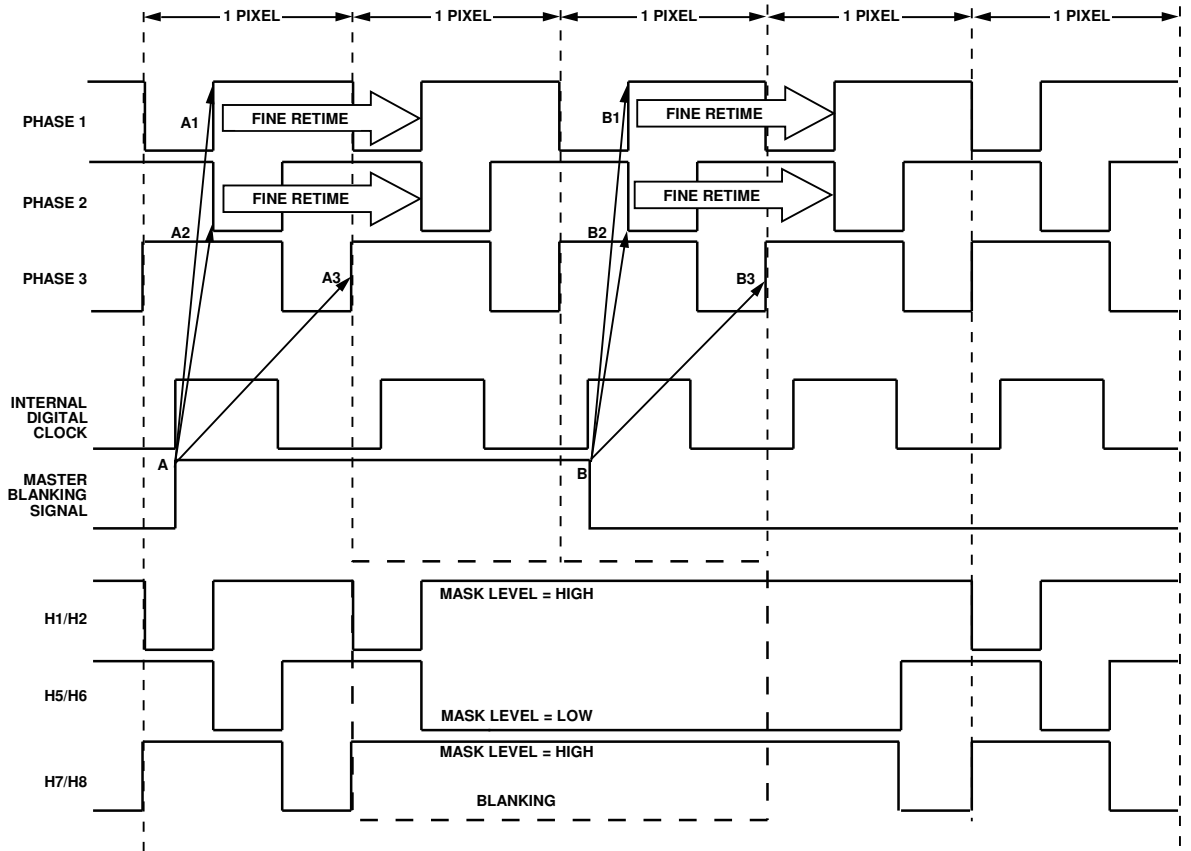 1 PIXEL 1 PIXEL 1 PIXEL 1 PIXEL 1 PIXEL
PHASE 1
A1
FINE RETIME
B1
FINE RETIME
PHASE 2
FINE RETIME
FINE RETIME
A2
B2
PHASE 3
A3
B3
INTERNAL
DIGITAL
CLOCK
A
B
MASTER
BLANKING
SIGNAL
MASK LEVEL = HIGH
H1/H2
H5/H6
MASK LEVEL = LOW
MASK LEVEL = HIGH
H7/H8
BLANKING